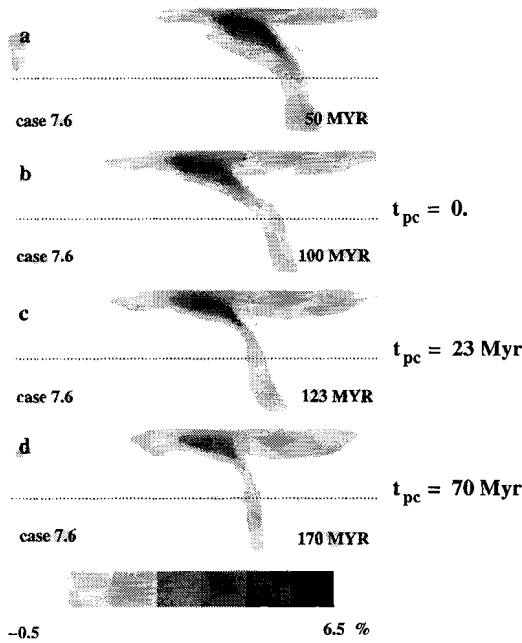 a
case 7.6 50 MYR
b
t_pc = 0.
case 7.6 100 MYR
c
t_pc = 23 Myr
case 7.6 123 MYR
d
t_pc = 70 Myr
case 7.6 170 MYR
−0.5 6.5 %